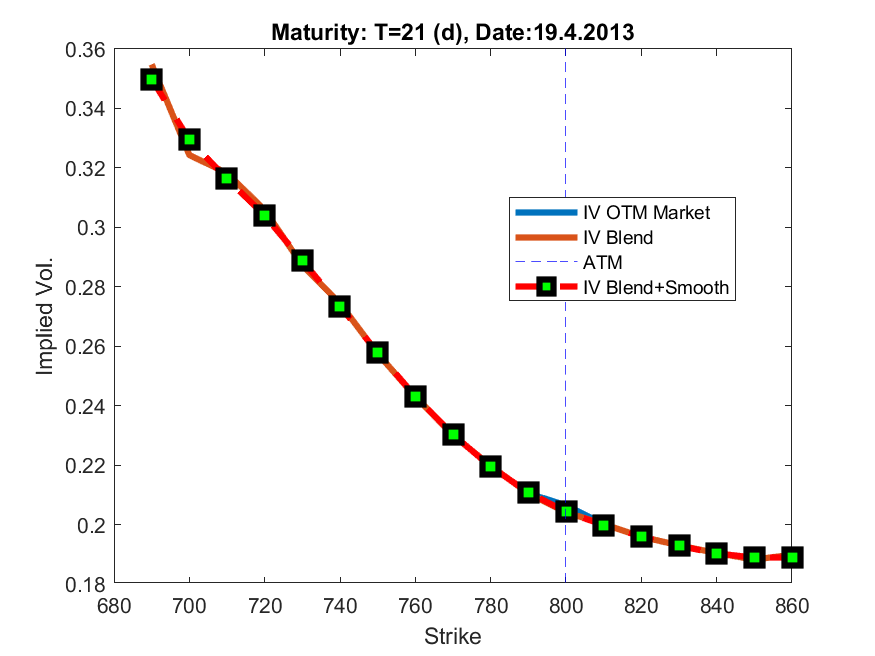 Maturity: T=21 (d), Date:19.4.2013
0.36
0.34
0.32
0.3
0.28
0.26
0.24
0.22
0.2
0.18
Implied Vol.
IV OTM Market
IV Blend
ATM
IV Blend+Smooth
680 700 720 740 760 780 800 820 840 860
Strike